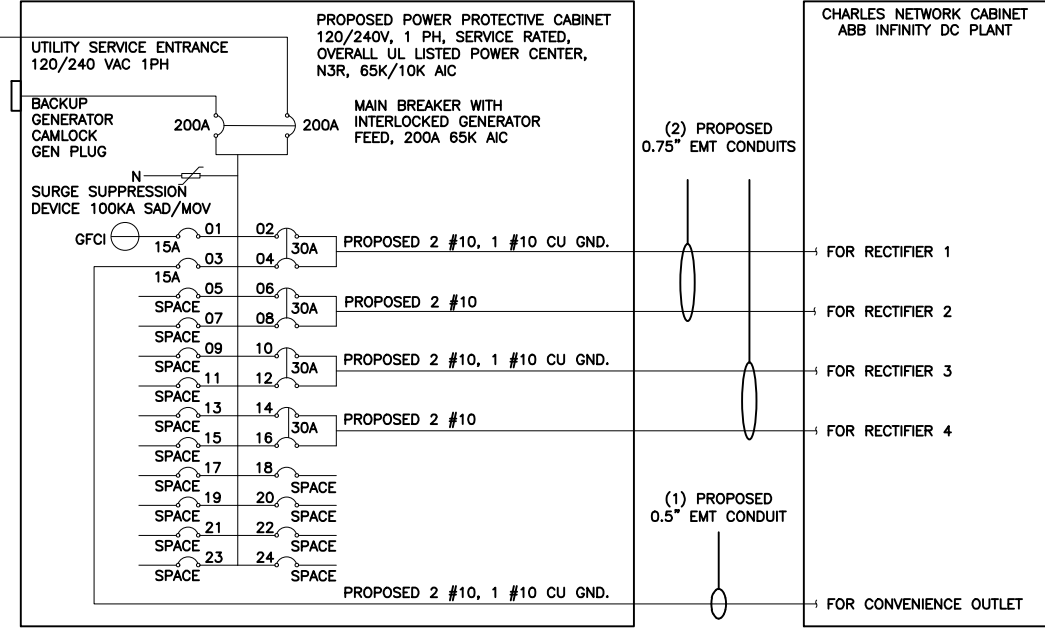 PROPOSED POWER PROTECTIVE CABINET
120/240V, 1 PH, SERVICE RATED,
OVERALL UL LISTED POWER CENTER,
N3R, 65K/10K AIC
CHARLES NETWORK CABINET
ABB INFINITY DC PLANT
UTILITY SERVICE ENTRANCE
120/240 VAC 1PH
BACKUP
GENERATOR
CAMLOCK
GEN PLUG
200A
200A
MAIN BREAKER WITH
INTERLOCKED GENERATOR
FEED, 200A 65K AIC
(2) PROPOSED
0.75" EMT CONDUITS
N
SURGE SUPPRESSION
DEVICE 100KA SAD/MOV
GFCI
15A
01
02
30A
PROPOSED 2 #10, 1 #10 CU GND.
FOR RECTIFIER 1
15A
03
04
SPACE
05
06
30A
PROPOSED 2 #10
FOR RECTIFIER 2
SPACE
07
08
SPACE
09
10
30A
PROPOSED 2 #10, 1 #10 CU GND.
FOR RECTIFIER 3
SPACE
11
12
SPACE
13
14
30A
PROPOSED 2 #10
FOR RECTIFIER 4
SPACE
15
16
SPACE
17
18
SPACE
SPACE
19
20
SPACE
SPACE
21
22
SPACE
SPACE
23
24
SPACE
(1) PROPOSED
0.5" EMT CONDUIT
PROPOSED 2 #10, 1 #10 CU GND.
FOR CONVENIENCE OUTLET